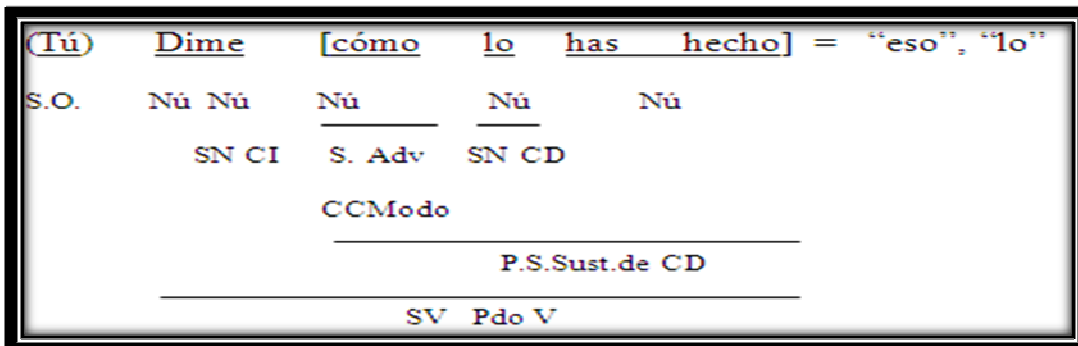 (Tú) Dime [cómo lo has hecho] = “eso”, “lo”
S.O. Nú Nú Nú Nú Nú
SN CI S. Adv SN CD
CCModo
P.S.Sust.de CD
SV Pdo V